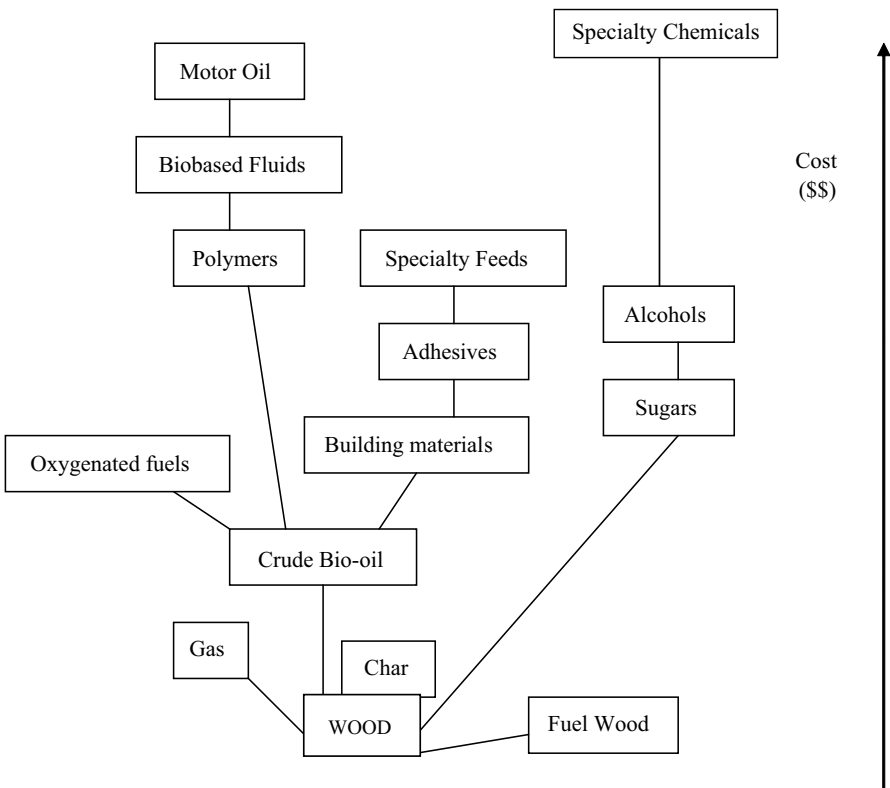 Specialty Chemicals
Motor Oil
Cost
($$)
Biobased Fluids
Polymers
Specialty Feeds
Alcohols
Adhesives
Sugars
Building materials
Oxygenated fuels
Crude Bio-oil
Gas
Char
WOOD
Fuel Wood